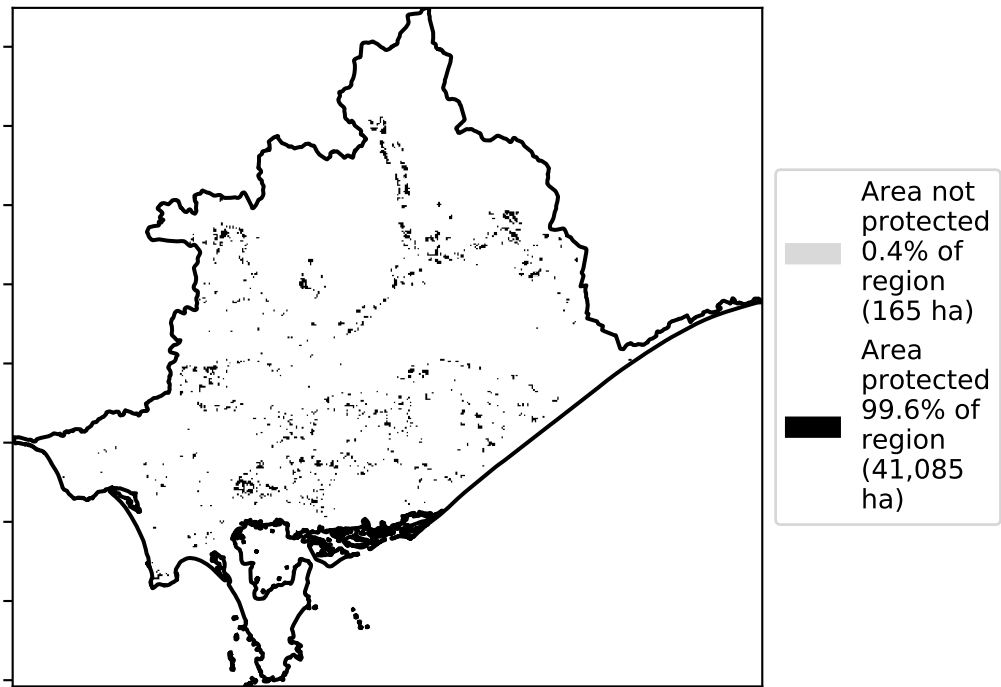 Area not
protected
0.4% of
region
(165 ha)
Area
protected
99.6% of
region
(41,085
ha)